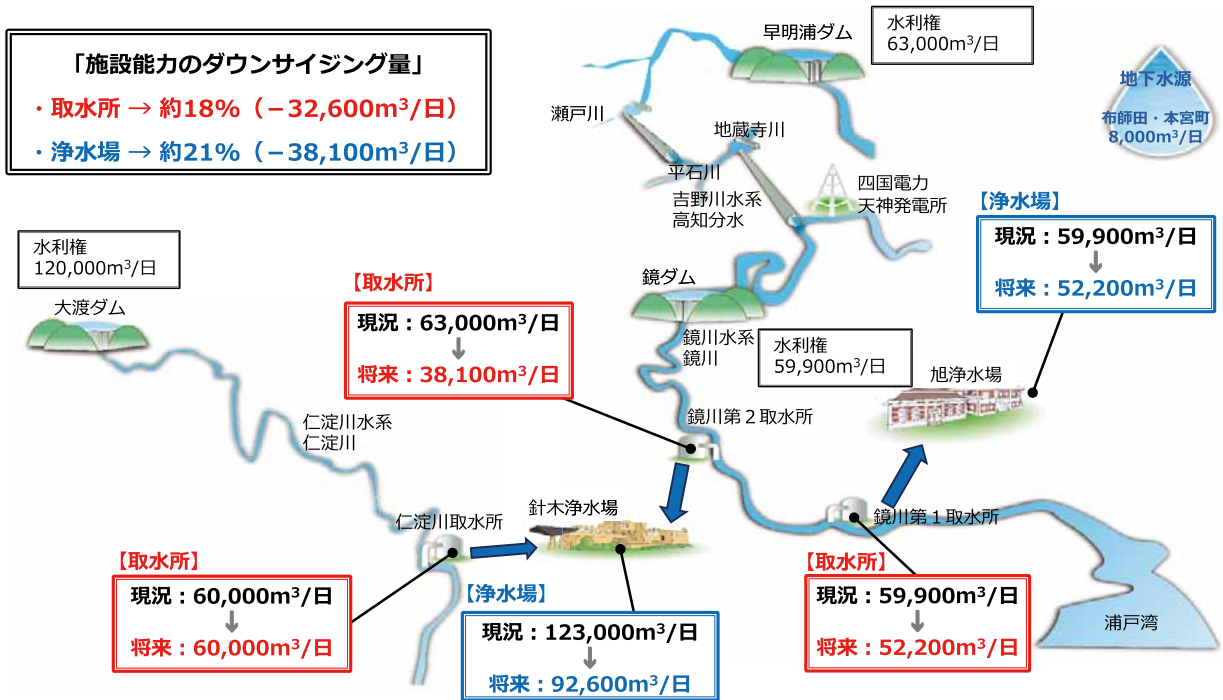 「施設能力のダウンサイジング量」
・取水所 → 約18%（−32,600m³/日）
・浄水場 → 約21%（−38,100m³/日）
早明浦ダム
水利権
63,000m³/日
地下水源
布師田・本宮町
8,000m³/日
瀬戸川
地蔵寺川
平石川
吉野川水系
高知分水
四国電力
天神発電所
【浄水場】
現況：59,900m³/日
↓
将来：52,200m³/日
水利権
120,000m³/日
大渡ダム
【取水所】
現況：63,000m³/日
↓
将来：38,100m³/日
鏡ダム
鏡川水系
鏡川
水利権
59,900m³/日
旭浄水場
鏡川第２取水所
仁淀川水系
仁淀川
仁淀川取水所
針木浄水場
鏡川第１取水所
【取水所】
現況：60,000m³/日
↓
将来：60,000m³/日
【浄水場】
現況：123,000m³/日
↓
将来：92,600m³/日
【取水所】
現況：59,900m³/日
↓
将来：52,200m³/日
浦戸湾